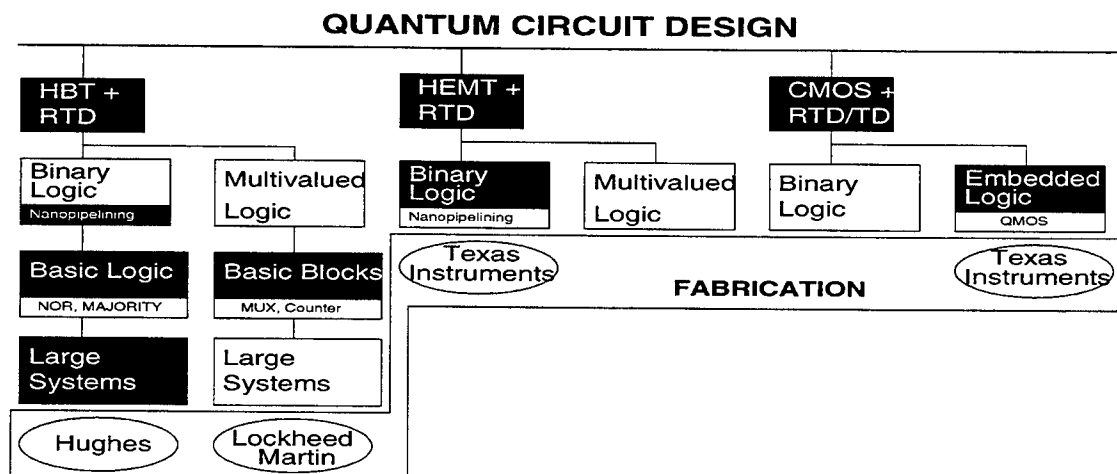 QUANTUM CIRCUIT DESIGN
HBT +
RTD
HEMT +
RTD
CMOS +
RTD/TD
Binary
Logic
Nanopipelining
Multivalued
Logic
Binary
Logic
Nanopipelining
Multivalued
Logic
Binary
Logic
Embedded
Logic
QMOS
Basic Logic
NOR, MAJORITY
Basic Blocks
MUX, Counter
Texas
Instruments
FABRICATION
Texas
Instruments
Large
Systems
Large
Systems
Hughes
Lockheed
Martin